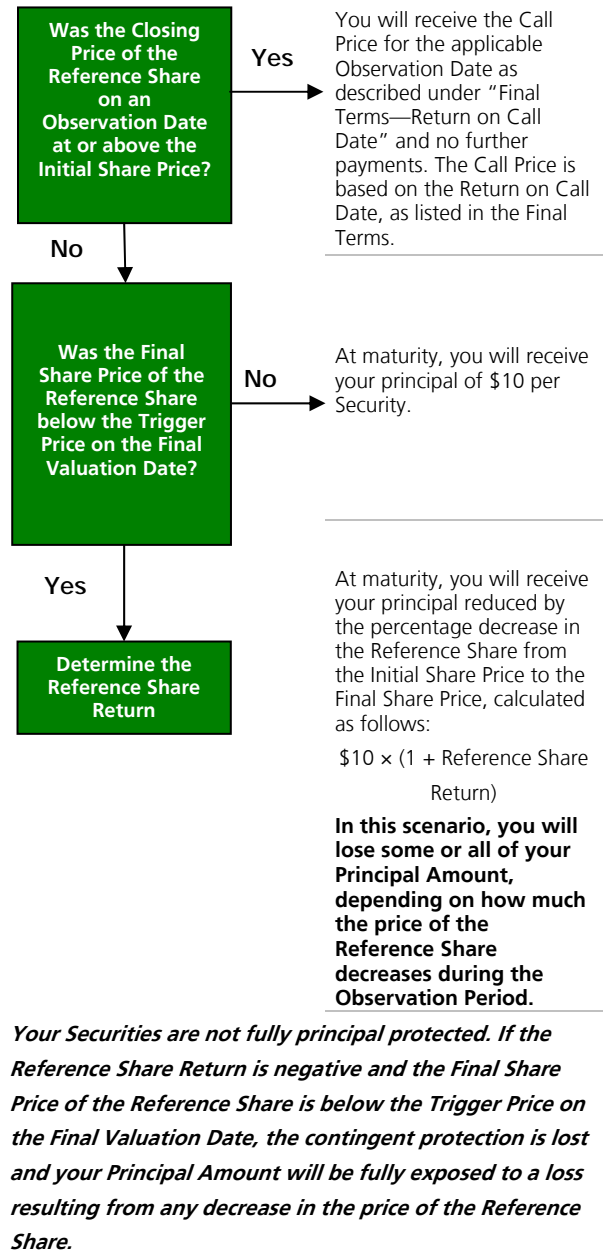 Was the Closing
Price of the
Reference Share
on an
Observation Date
at or above the
Initial Share Price?
Yes
You will receive the Call
Price for the applicable
Observation Date as
described under “Final
Terms—Return on Call
Date” and no further
payments. The Call Price is
based on the Return on Call
Date, as listed in the Final
Terms.
No
Was the Final
Share Price of the
Reference Share
below the Trigger
Price on the Final
Valuation Date?
No
At maturity, you will receive
your principal of $10 per
Security.
Yes
Determine the
Reference Share
Return
At maturity, you will receive
your principal reduced by
the percentage decrease in
the Reference Share from
the Initial Share Price to the
Final Share Price, calculated
as follows:
$10 × (1 + Reference Share
Return)
In this scenario, you will
lose some or all of your
Principal Amount,
depending on how much
the price of the
Reference Share
decreases during the
Observation Period.
Your Securities are not fully principal protected. If the
Reference Share Return is negative and the Final Share
Price of the Reference Share is below the Trigger Price on
the Final Valuation Date, the contingent protection is lost
and your Principal Amount will be fully exposed to a loss
resulting from any decrease in the price of the Reference
Share.